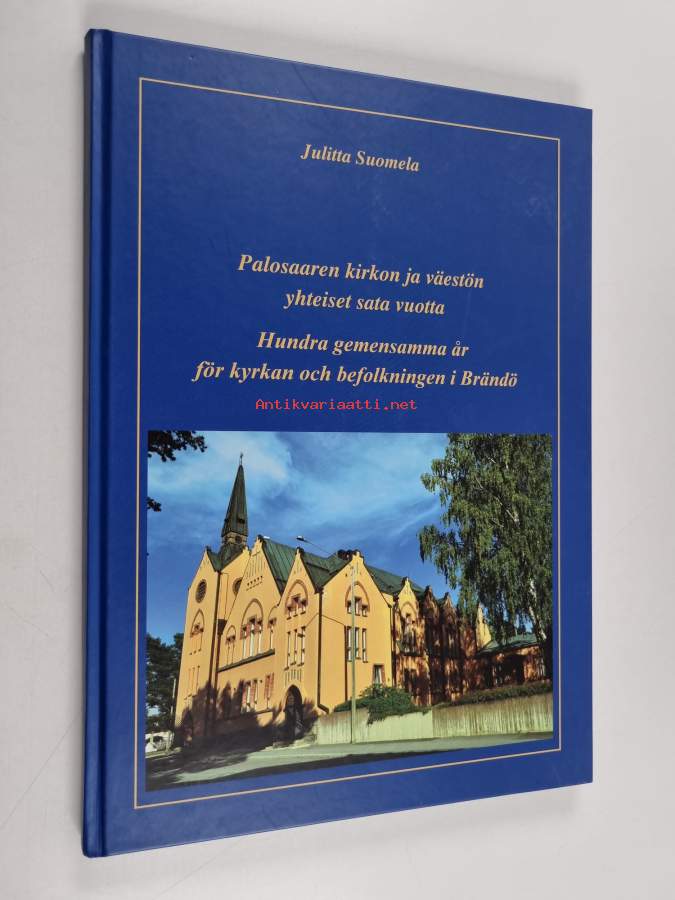 Julitta Suomela
Palosaaren kirkon ja väestön
yhteiset sata vuotta
Hundra gemensamma år
för kyrkan och befolkningen i Brändö
Antikvariaatti.net